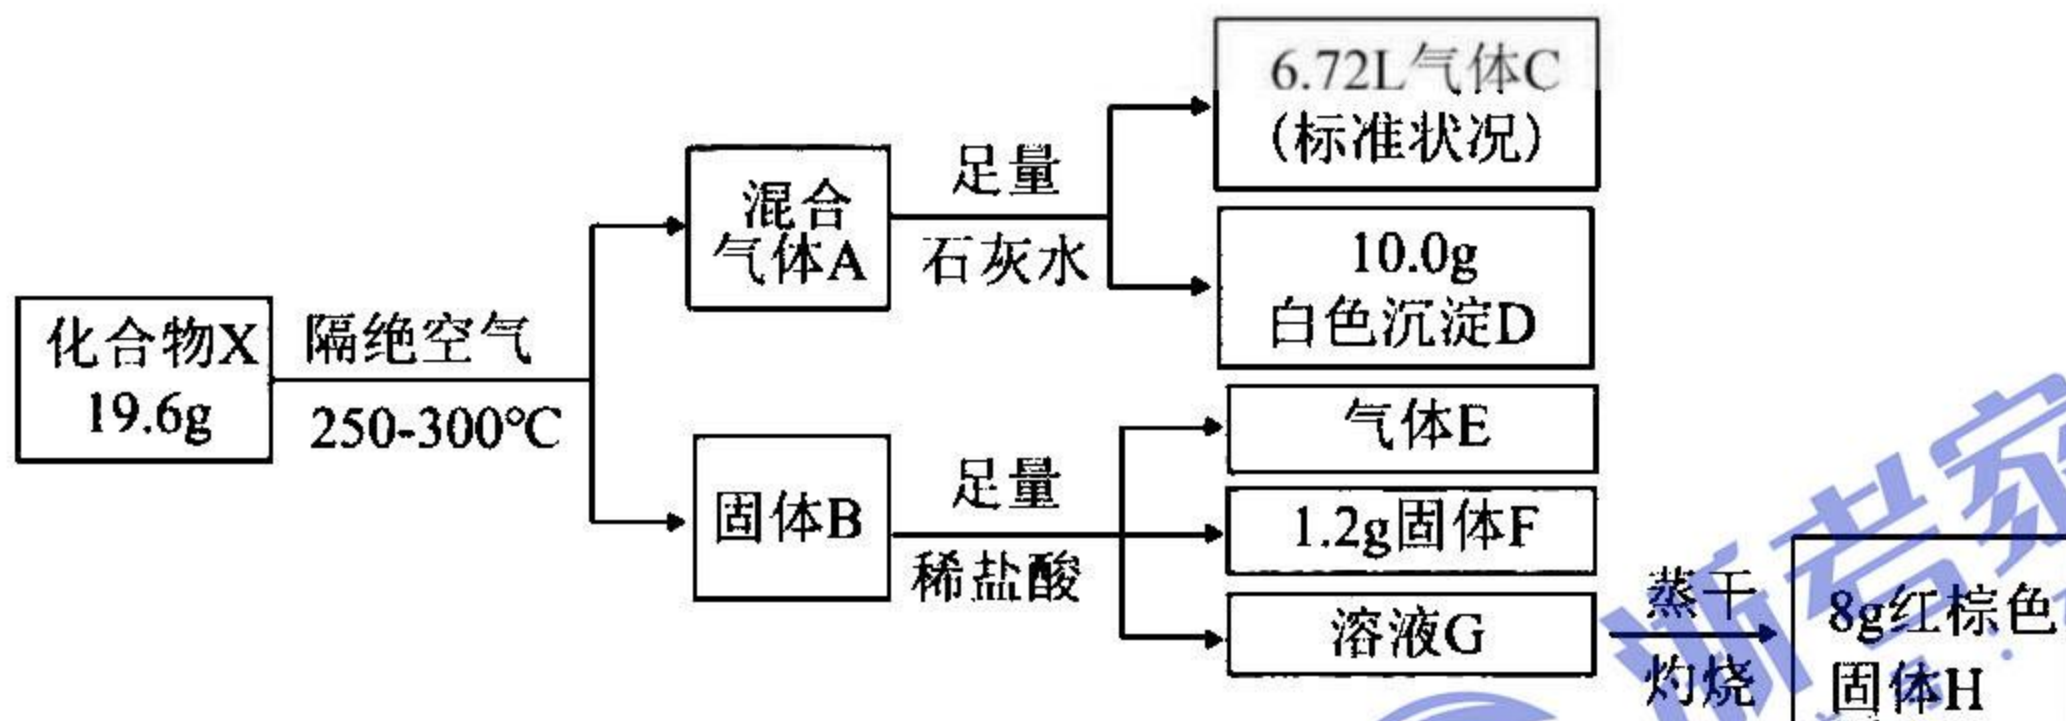 化合物X
19.6g
隔绝空气
250-300℃
混合
气体A
足量
石灰水
6.72L气体C
(标准状况)
10.0g
白色沉淀D
固体B
足量
稀盐酸
气体E
1.2g固体F
溶液G
蒸干
灼烧
8g红棕色
固体H
浙考家